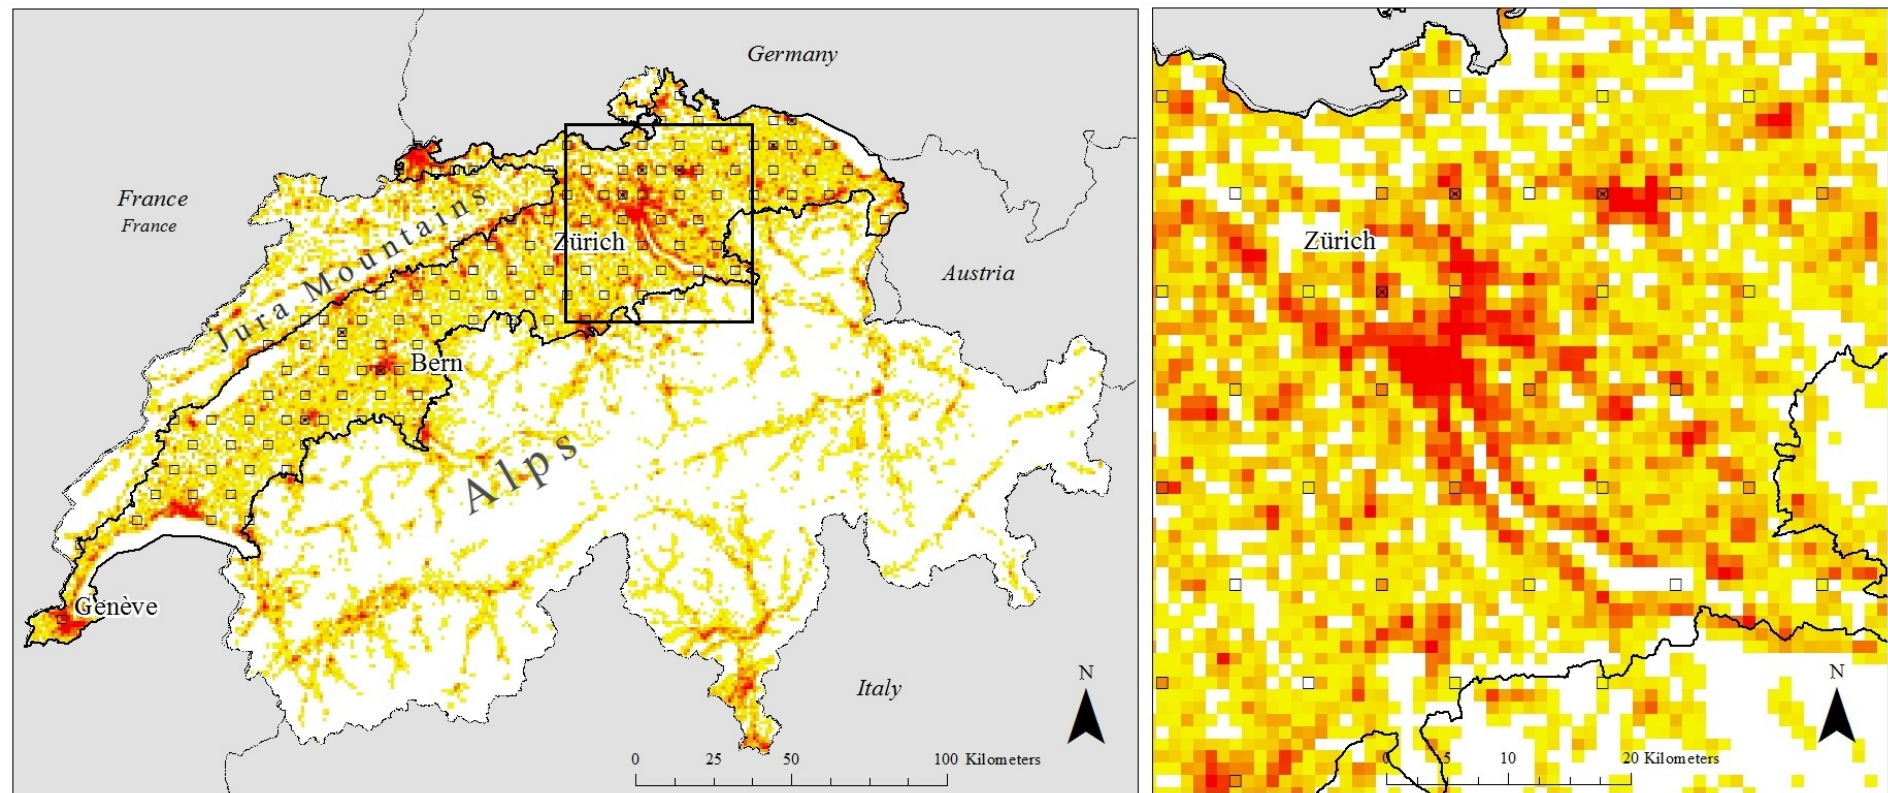 Germany
France
France
Jura Mountains
Zürich
Austria
Bern
Alps
Genève
Italy
N
0 25 50 100 Kilometers
Zürich
N
0 5 10 20 Kilometers